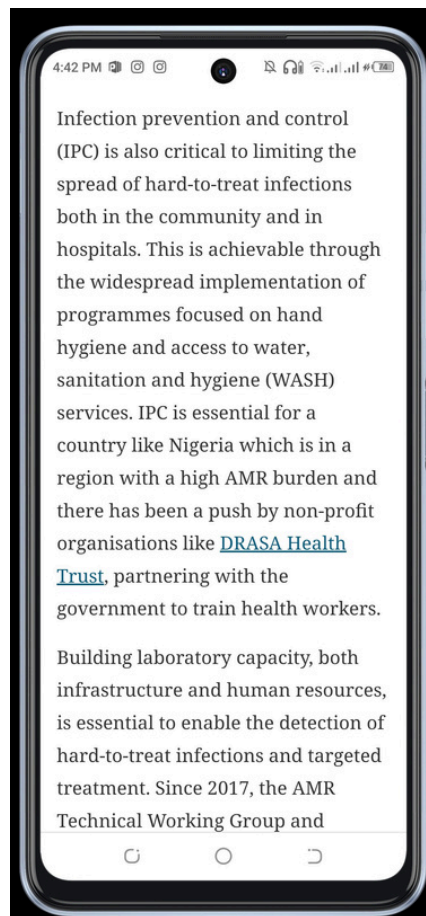 4:42 PM
74
Infection prevention and control
(IPC) is also critical to limiting the
spread of hard-to-treat infections
both in the community and in
hospitals. This is achievable through
the widespread implementation of
programmes focused on hand
hygiene and access to water,
sanitation and hygiene (WASH)
services. IPC is essential for a
country like Nigeria which is in a
region with a high AMR burden and
there has been a push by non-profit
organisations like DRASA Health
Trust, partnering with the
government to train health workers.
Building laboratory capacity, both
infrastructure and human resources,
is essential to enable the detection of
hard-to-treat infections and targeted
treatment. Since 2017, the AMR
Technical Working Group and